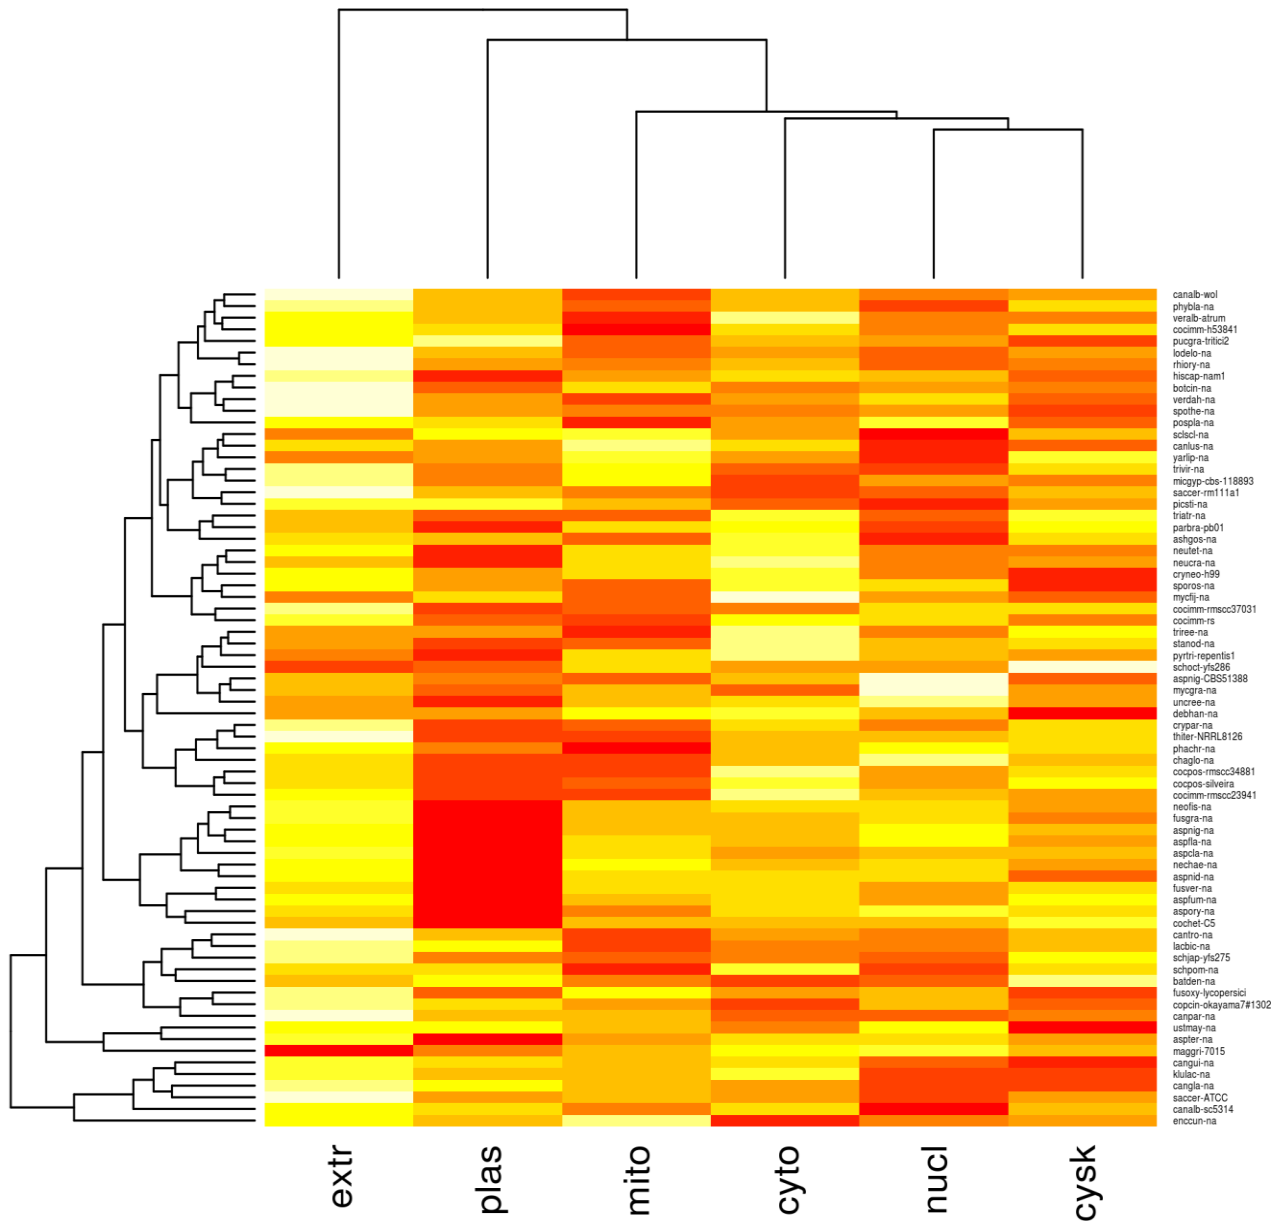 canalb-wol
phybla-na
veralb-atrum
cocimm-h53841
pucgra-tritici2
lodelo-na
rhiory-na
hiscap-nam1
botcin-na
verdah-na
spothe-na
pospla-na
sclscl-na
canlus-na
yarlip-na
trivir-na
micgyp-cbs-118893
saccer-rm111a1
picsti-na
triatr-na
parbra-pb01
ashgos-na
neutet-na
neucra-na
cryneo-h99
sporos-na
mycfij-na
cocimm-rmscc37031
cocimm-rs
triree-na
stanod-na
pyrtri-repentis1
schoct-yfs286
aspnig-CBS51388
mycgra-na
uncree-na
debhan-na
crypar-na
thiter-NRRL8126
phachr-na
chaglo-na
cocpos-rmscc34881
cocpos-silveira
cocimm-rmscc23941
neofis-na
fusgra-na
aspnig-na
aspfla-na
aspcla-na
nechae-na
aspnid-na
fusver-na
aspfum-na
aspory-na
cochet-C5
cantro-na
lacbic-na
schjap-yfs275
schpom-na
batden-na
fusoxy-lycopersici
copcin-okayama7#1302
canpar-na
ustmay-na
aspter-na
maggri-7015
cangui-na
klulac-na
cangla-na
saccer-ATCC
canalb-sc5314
enccun-na
extr
plas
mito
cyto
nucl
cysk